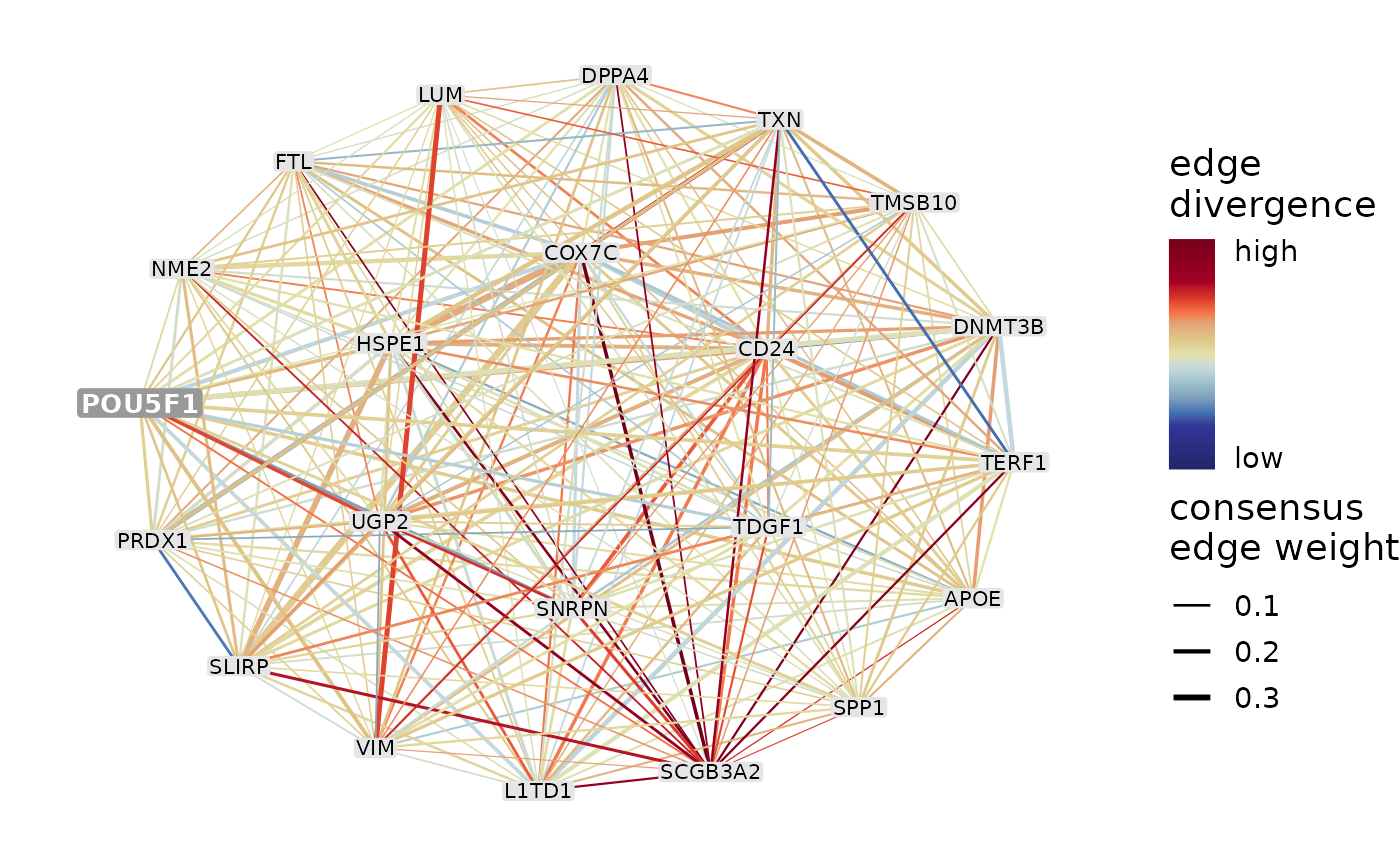 DPPA4
LUM
TXN
FTL
TMSB10
COX7C
NME2
DNMT3B
HSPE1
CD24
POU5F1
TERF1
UGP2
TDGF1
PRDX1
APOE
SNRPN
SLIRP
SPP1
VIM
SCGB3A2
L1TD1
edge
divergence
high
low
consensus
edge weight
0.1
0.2
0.3